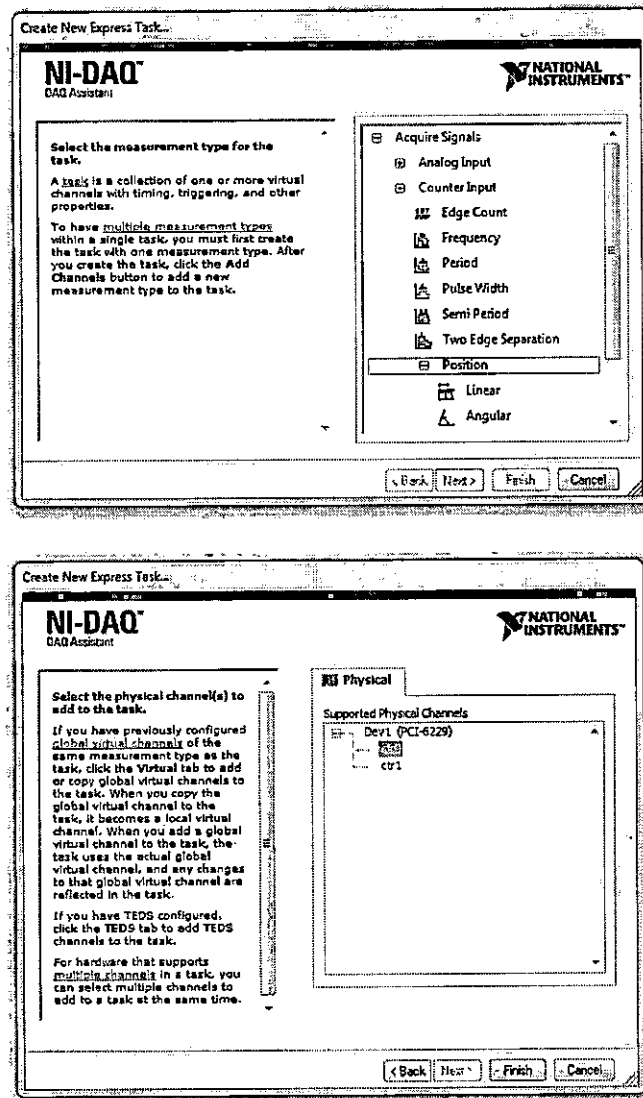 Create New Express Task...
NI-DAQ™
DAQ Assistant
NATIONAL
INSTRUMENTS™
Select the measurement type for the
task.
A task is a collection of one or more virtual
channels with timing, triggering, and other
properties.
To have multiple measurement types
within a single task, you must first create
the task with one measurement type. After
you create the task, click the Add
Channels button to add a new
measurement type to the task.
Acquire Signals
Analog Input
Counter Input
Edge Count
Frequency
Period
Pulse Width
Semi Period
Two Edge Separation
Position
Linear
Angular
< Back Next > Finish Cancel
Create New Express Task...
NI-DAQ™
DAQ Assistant
NATIONAL
INSTRUMENTS™
Select the physical channel(s) to
add to the task.
If you have previously configured
global virtual channels of the
same measurement type as the
task, click the Virtual tab to add
or copy global virtual channels to
the task. When you copy the
global virtual channel to the
task, it becomes a local virtual
channel. When you add a global
virtual channel to the task, the
task uses the actual global
virtual channel, and any changes
to that global virtual channel are
reflected in the task.
If you have TEDS configured,
click the TEDS tab to add TEDS
channels to the task.
For hardware that supports
multiple channels in a task, you
can select multiple channels to
add to a task at the same time.
Physical
Supported Physical Channels
Dev1 (PCI-6229)
ctr1
< Back Next > Finish Cancel